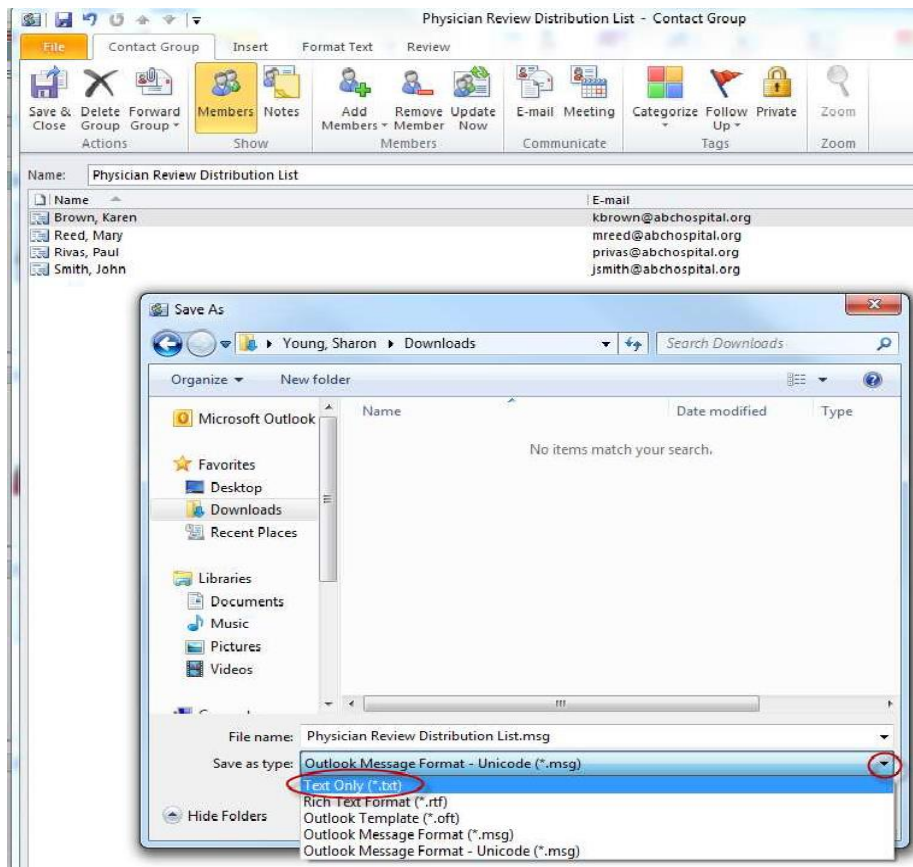 Physician Review Distribution List - Contact Group
File Contact Group Insert Format Text Review
Save & Close Delete Group Forward Group Members Notes Add Members Remove Member Update Now E-mail Meeting Categorize Follow Up Private Zoom
Actions Show Members Communicate Tags Zoom
Name: Physician Review Distribution List
Name E-mail
Brown, Karen kbrown@abchospital.org
Reed, Mary mreed@abchospital.org
Rivas, Paul privas@abchospital.org
Smith, John jsmith@abchospital.org
Save As
Young, Sharon Downloads Search Downloads
Organize New folder
Microsoft Outlook Name Date modified Type
No items match your search.
Favorites
Desktop
Downloads
Recent Places
Libraries
Documents
Music
Pictures
Videos
File name: Physician Review Distribution List.msg
Save as type: Outlook Message Format - Unicode (*.msg)
Text Only (*.txt)
Rich Text Format (*.rtf)
Hide Folders Outlook Template (*.oft)
Outlook Message Format (*.msg)
Outlook Message Format - Unicode (*.msg)